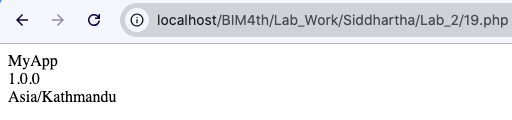 localhost/BIM4th/Lab_Work/Siddhartha/Lab_2/19.php
MyApp
1.0.0
Asia/Kathmandu